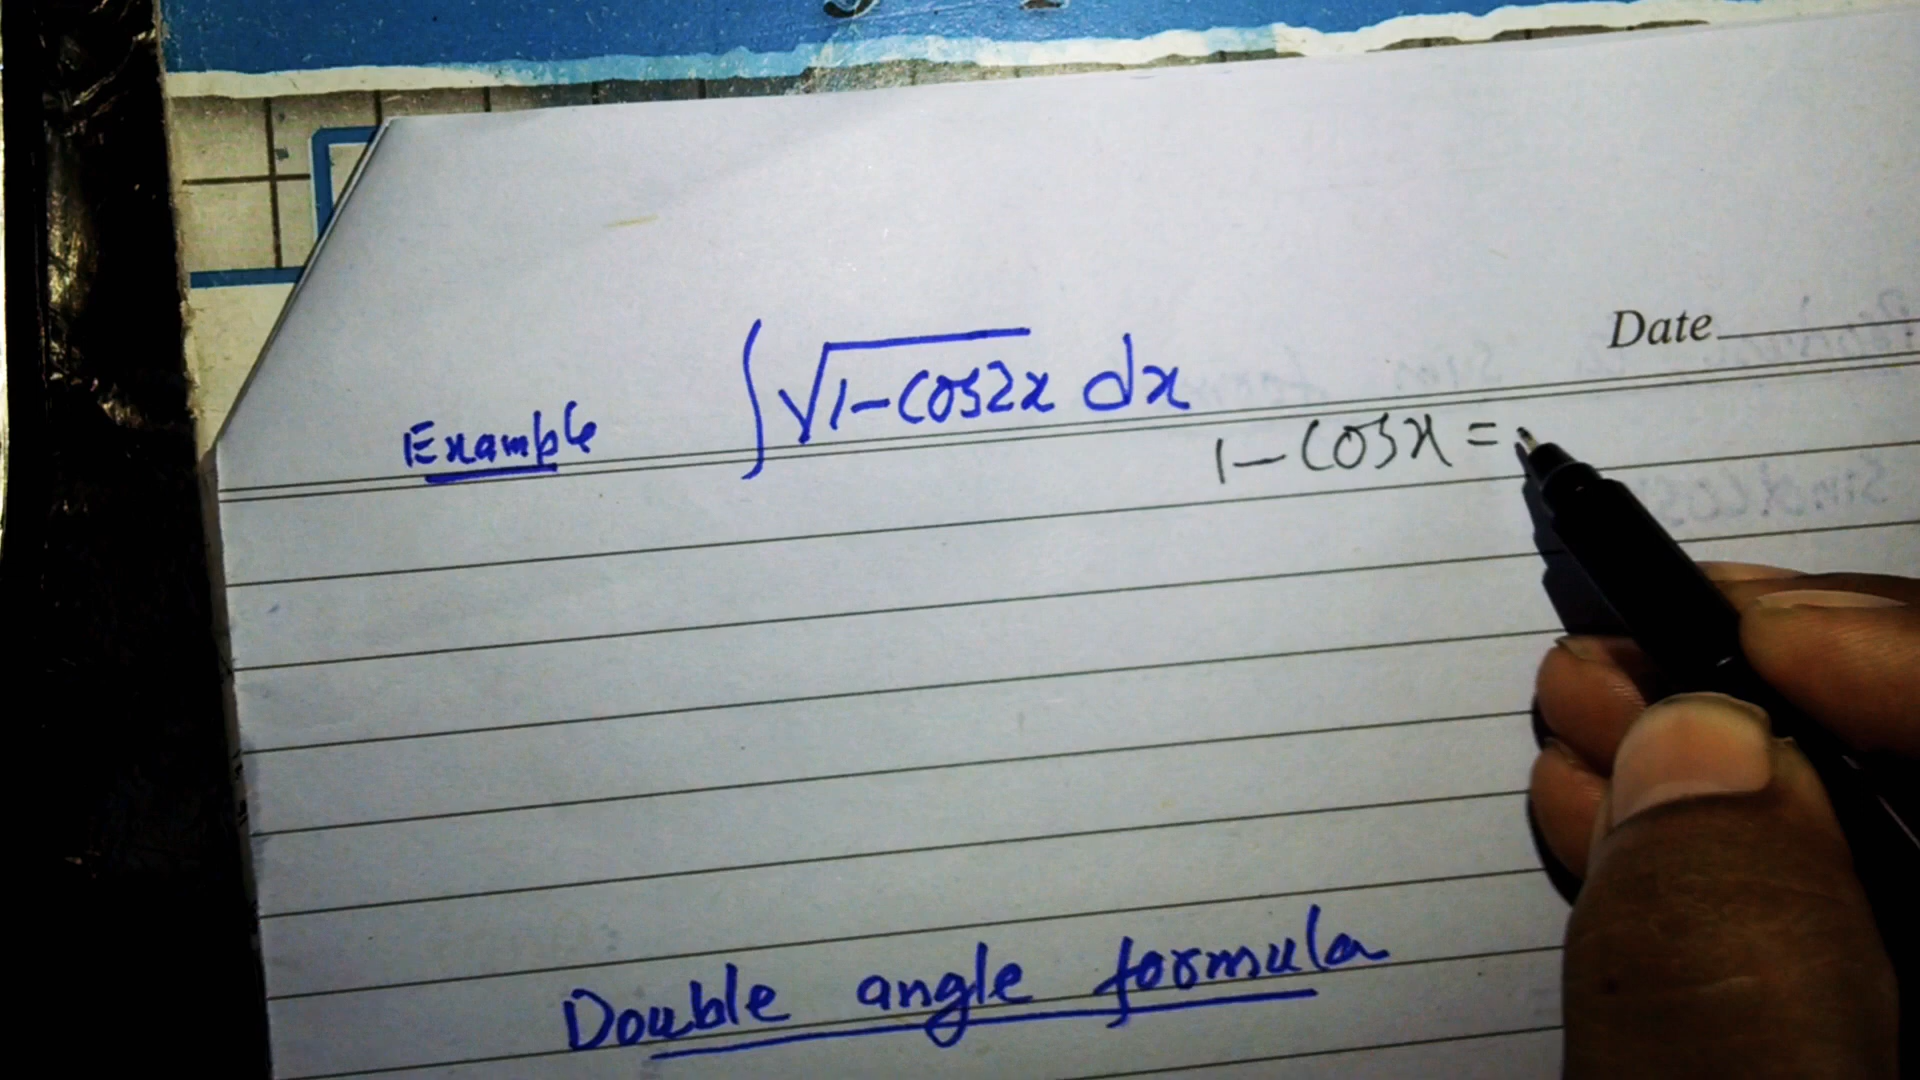 Date
Example ∫√1-cos2x dx
1-cosx=
Double angle formula